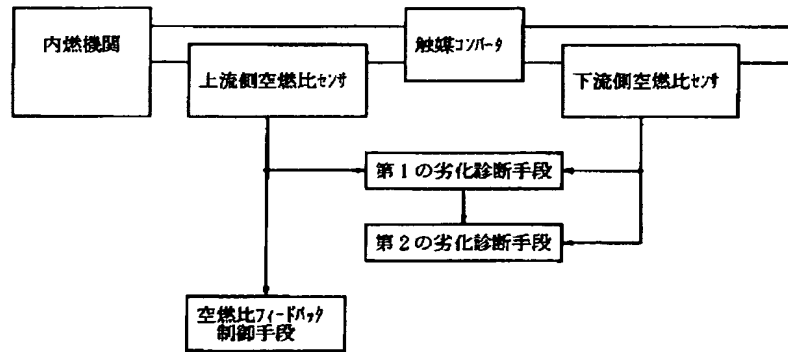 内燃機関
触媒コンバータ
上流側空燃比センサ
下流側空燃比センサ
第1の劣化診断手段
第2の劣化診断手段
空燃比フィードバック
制御手段